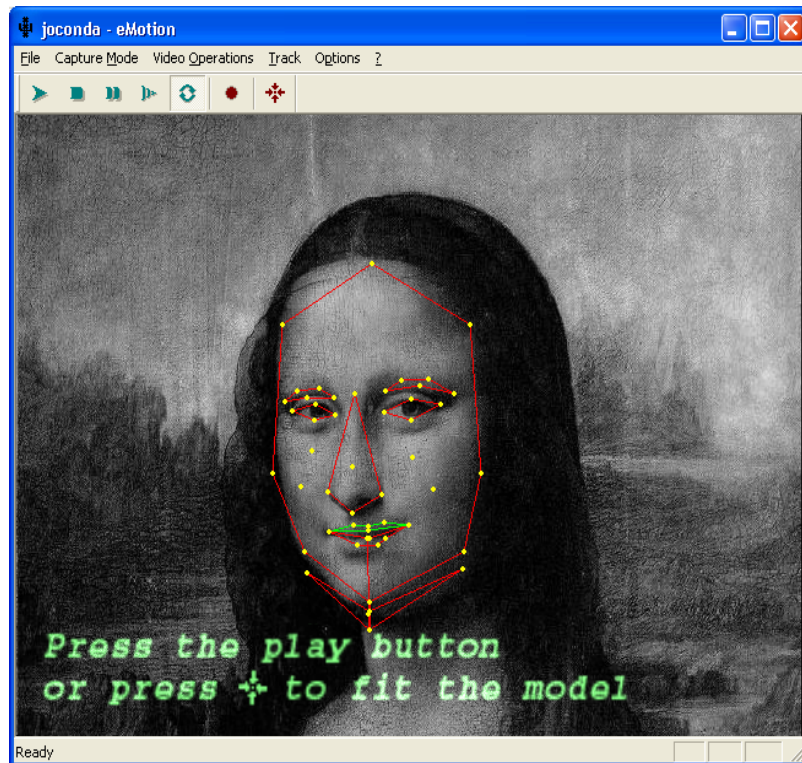 joconda - eMotion
File Capture Mode Video Operations Track Options ?
Press the play button
or press to fit the model
Ready